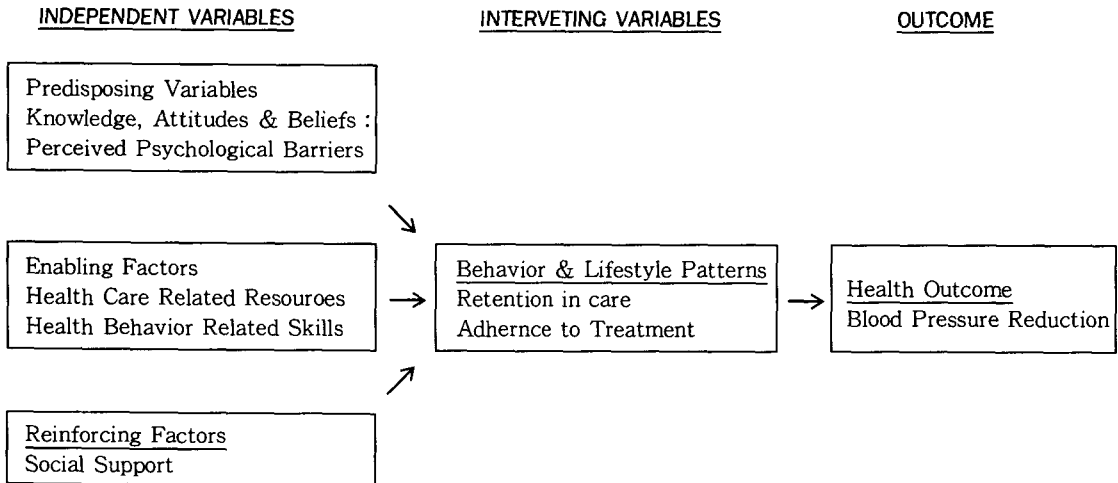 INDEPENDENT VARIABLES
INTERVETING VARIABLES
OUTCOME
Predisposing Variables
Knowledge, Attitudes & Beliefs :
Perceived Psychological Barriers
Enabling Factors
Health Care Related Resouroes
Health Behavior Related Skills
Reinforcing Factors
Social Support
Behavior & Lifestyle Patterns
Retention in care
Adhernce to Treatment
Health Outcome
Blood Pressure Reduction